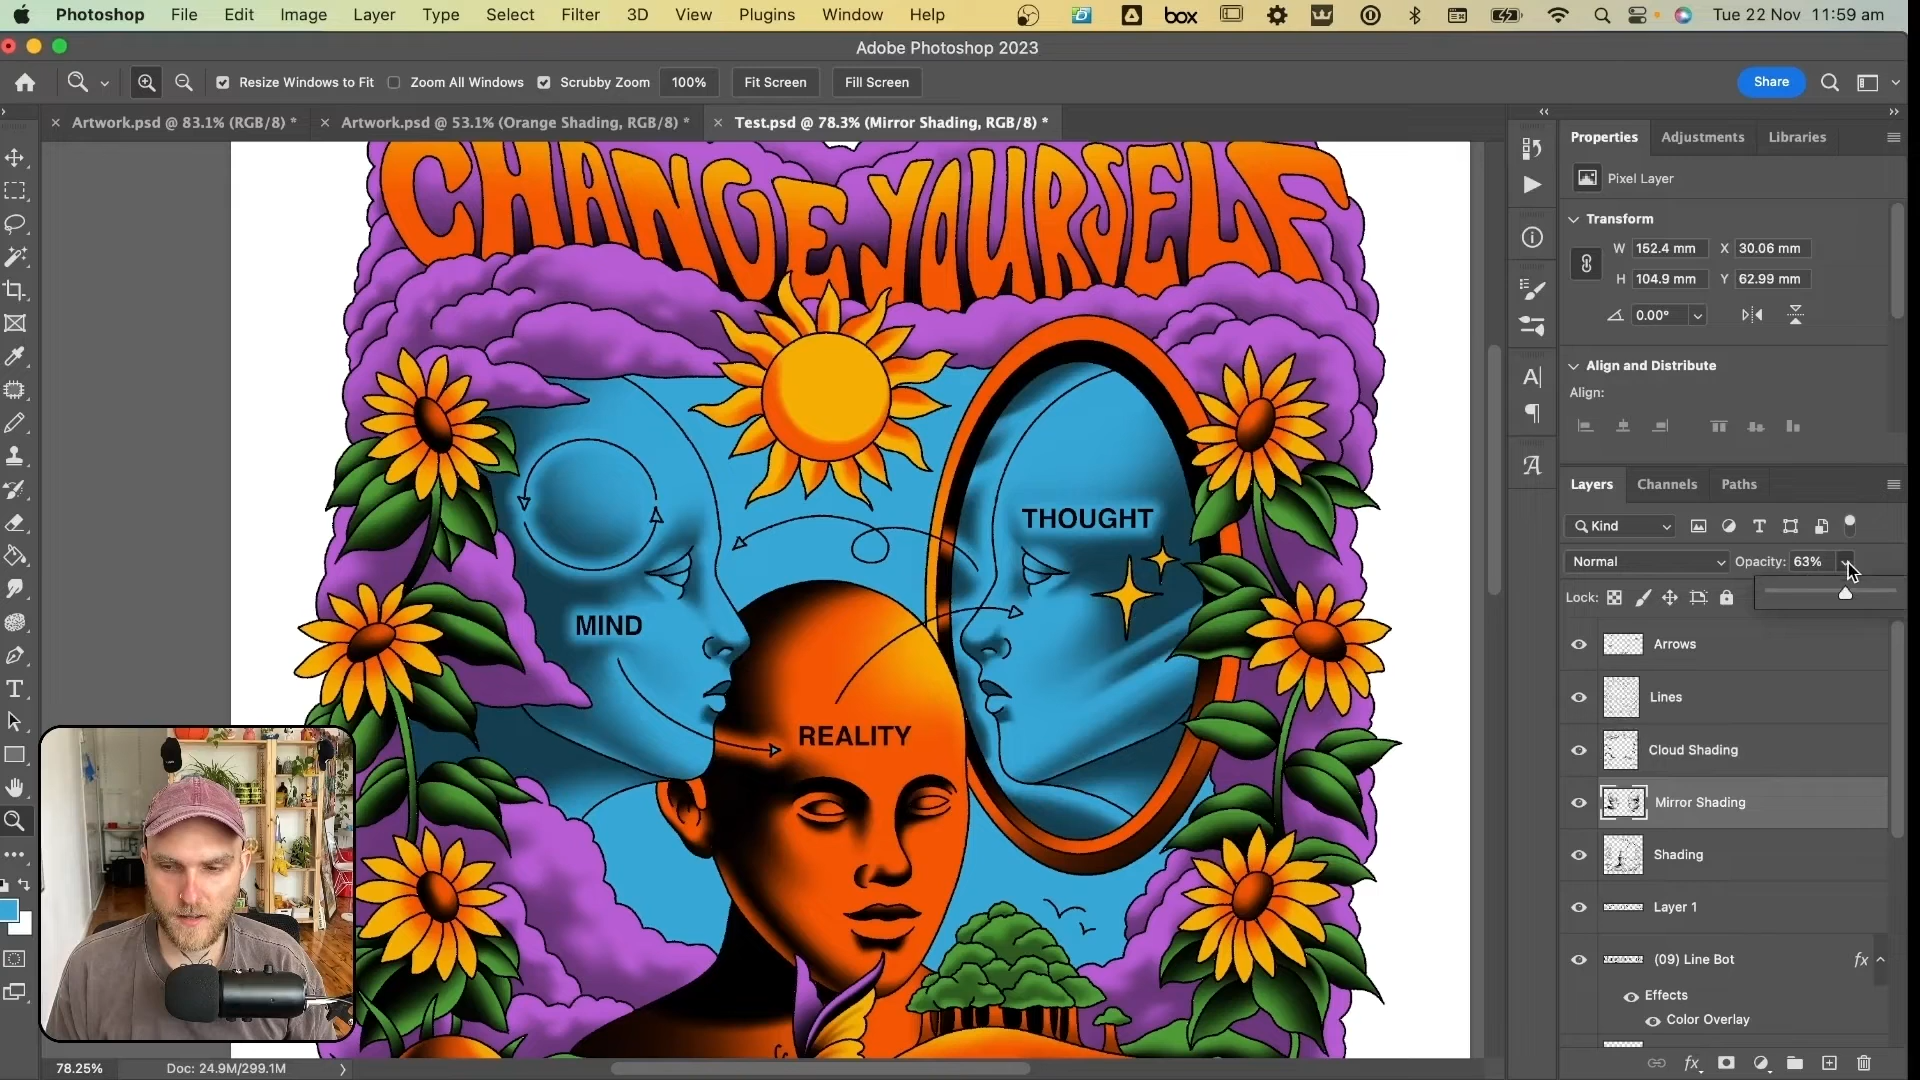 Photoshop File Edit Image Layer Type Select Filter 3D View Plugins Window Help box Tue 22 Nov 11:59 am
Adobe Photoshop 2023
Resize Windows to Fit Zoom All Windows Scrubby Zoom 100% Fit Screen Fill Screen Share
Artwork.psd @ 83.1% (RGB/8) * Artwork.psd @ 53.1% (Orange Shading, RGB/8) * Test.psd @ 78.3% (Mirror Shading, RGB/8) *
Properties Adjustments Libraries
Pixel Layer
Transform
W 152.4 mm X 30.06 mm
H 104.9 mm Y 62.99 mm
0.00°
Align and Distribute
Align:
Layers Channels Paths
Kind
Normal Opacity: 63%
Lock:
Arrows
Lines
Cloud Shading
Mirror Shading
Shading
Layer 1
(09) Line Bot fx
Effects
Color Overlay
CHANGE YOURSELF
THOUGHT
MIND
REALITY
78.25% Doc: 24.9M/299.1M